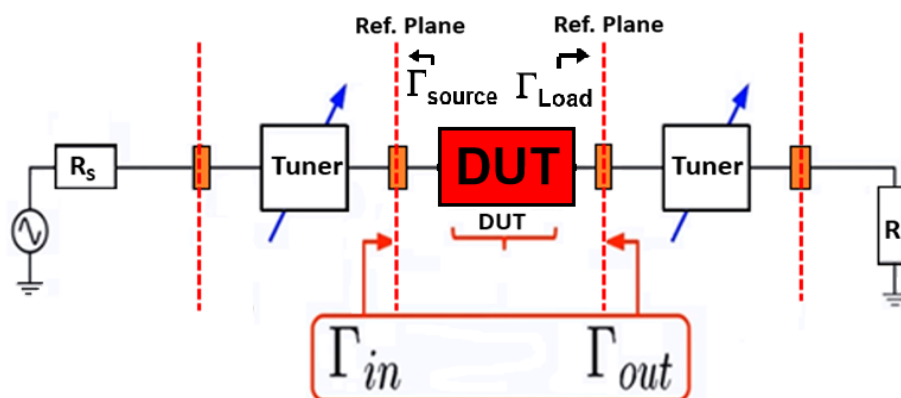 Ref. Plane Ref. Plane
Γsource ΓLoad
Rs Tuner DUT Tuner R
DUT
Γin Γout